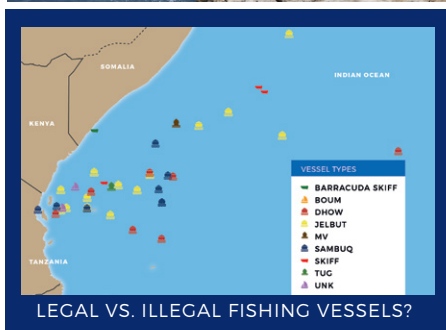 SOMALIA
INDIAN OCEAN
KENYA
TANZANIA
VESSEL TYPES
BARRACUDA SKIFF
BOUM
DHOW
JELBUT
MV
SAMBUQ
SKIFF
TUG
UNK
LEGAL VS. ILLEGAL FISHING VESSELS?